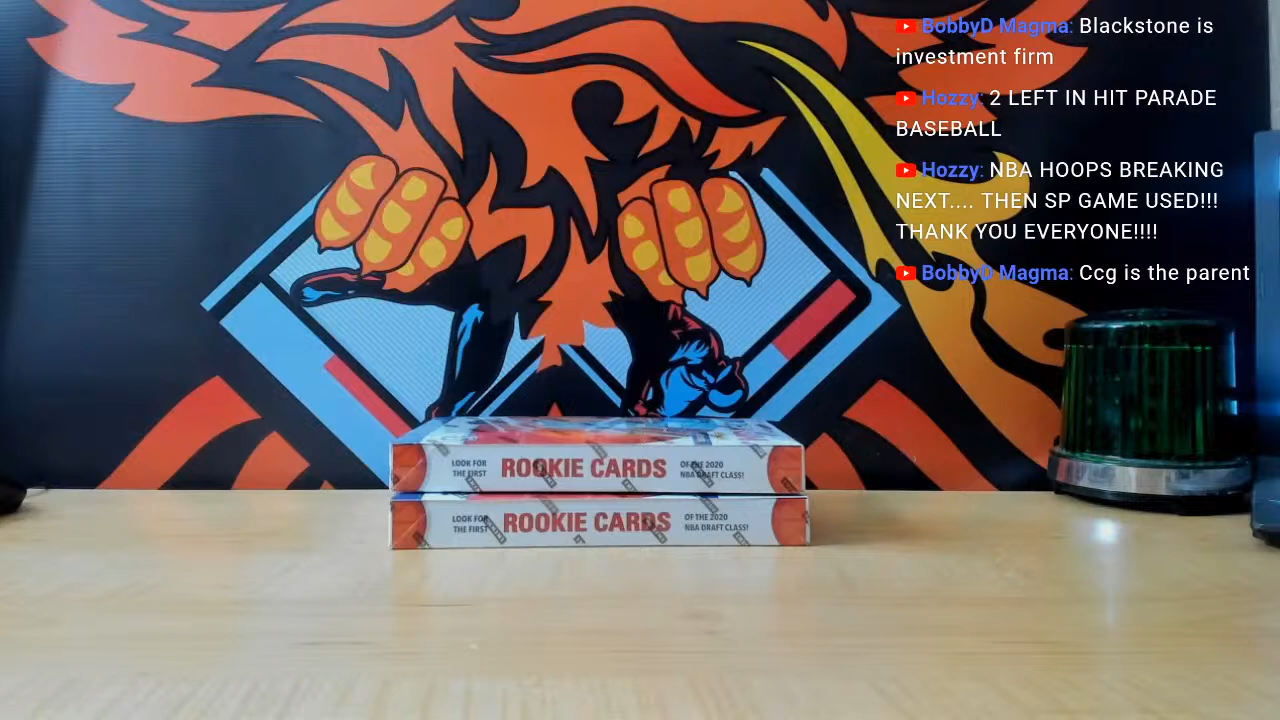 BobbyD Magma: Blackstone is
investment firm
Hozzy: 2 LEFT IN HIT PARADE
BASEBALL
Hozzy: NBA HOOPS BREAKING
NEXT.... THEN SP GAME USED!!!
THANK YOU EVERYONE!!!!
BobbyD Magma: Ccg is the parent
LOOK FOR
THE FIRST
ROOKIE CARDS
OF THE 2020
NBA DRAFT CLASS!
LOOK FOR
THE FIRST
ROOKIE CARDS
OF THE 2020
NBA DRAFT CLASS!